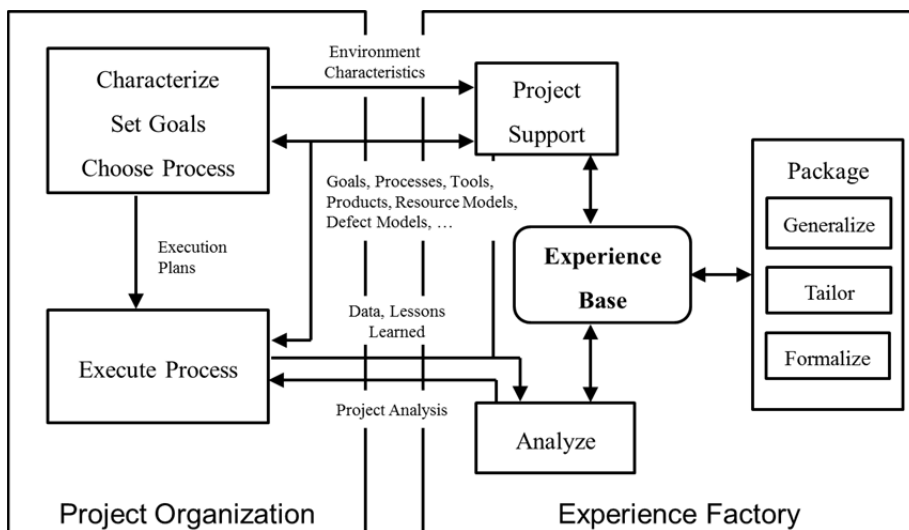 Characterize
Set Goals
Choose Process
Environment
Characteristics
Project
Support
Goals, Processes, Tools,
Products, Resource Models,
Defect Models, …
Package
Generalize
Tailor
Formalize
Experience
Base
Execution
Plans
Data, Lessons
Learned
Execute Process
Project Analysis
Analyze
Project Organization
Experience Factory